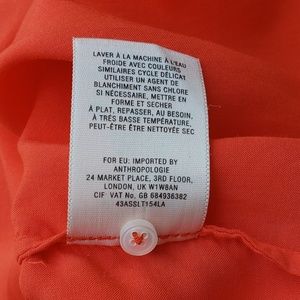 LAVER À LA MACHINE À L'EAU
FROIDE AVEC COULEURS
SIMILAIRES CYCLE DÉLICAT
UTILISER UN AGENT DE
BLANCHIMENT SANS CHLORE
SI NÉCESSAIRE, METTRE EN
FORME ET SECHER
À PLAT, REPASSER, AU BESOIN,
À TRÈS BASSE TEMPÉRATURE,
PEUT-ÊTRE ÊTRE NETTOYÉE SEC
FOR EU: IMPORTED BY
ANTHROPOLOGIE
24 MARKET PLACE, 3RD FLOOR,
LONDON, UK W1W8AN
CIF VAT No, GB 684936382
43ASSLT154LA